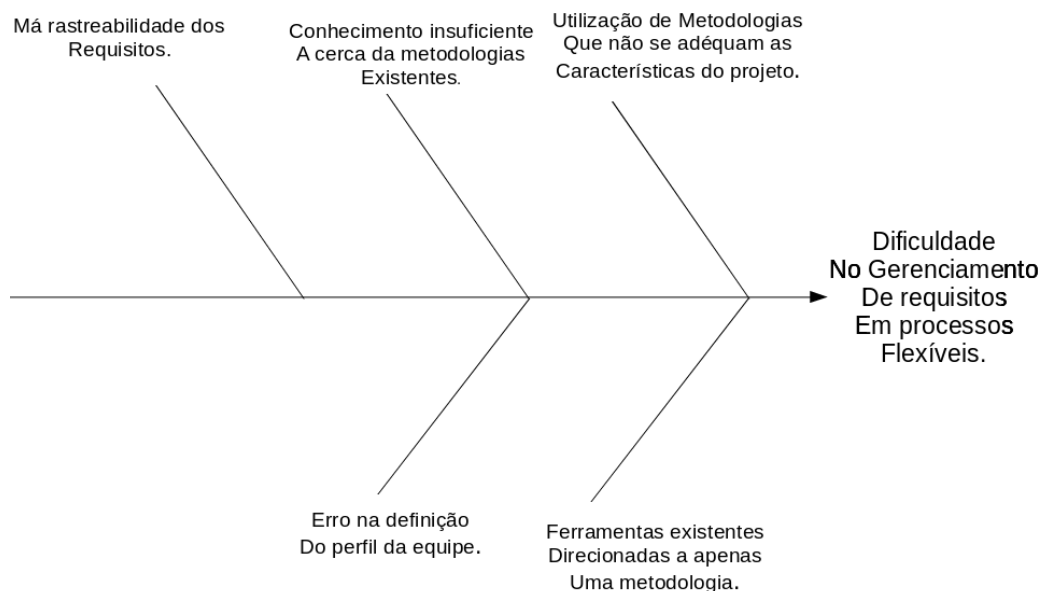 Má rastreabilidade dos
Requisitos.
Conhecimento insuficiente
A cerca da metodologias
Existentes.
Utilização de Metodologias
Que não se adéquam as
Características do projeto.
Dificuldade
No Gerenciamento
De requisitos
Em processos
Flexíveis.
Erro na definição
Do perfil da equipe.
Ferramentas existentes
Direcionadas a apenas
Uma metodologia.